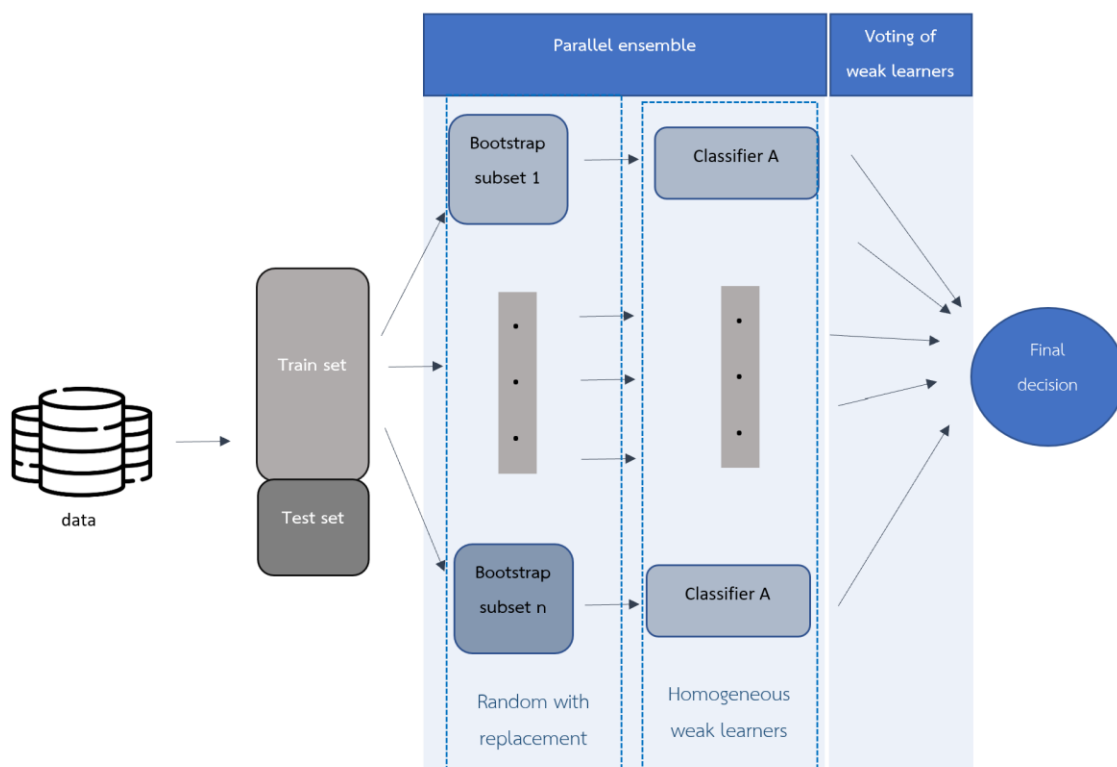 Parallel ensemble
Voting of
weak learners
Bootstrap
subset 1
Classifier A
Train set
Final
decision
data
Test set
Bootstrap
subset n
Classifier A
Random with
replacement
Homogeneous
weak learners